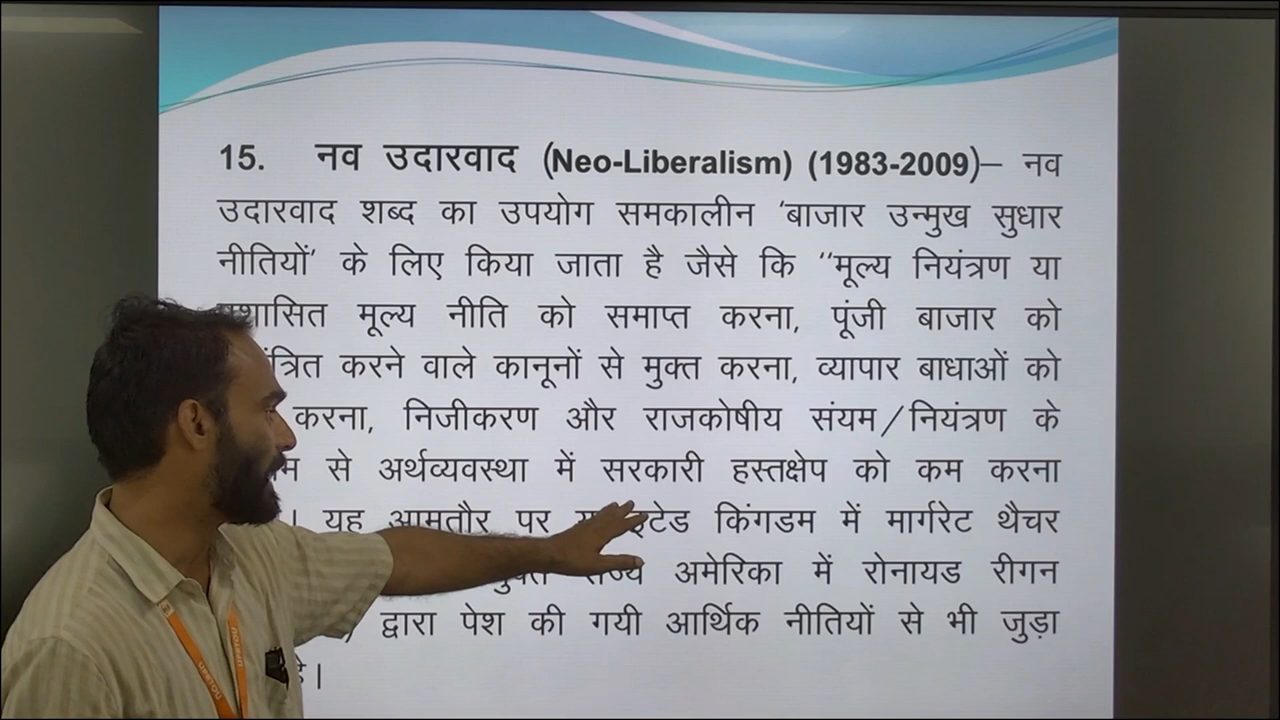 15. नव उदारवाद (Neo-Liberalism) (1983-2009)– नव
उदारवाद शब्द का उपयोग समकालीन 'बाजार उन्मुख सुधार
नीतियों' के लिए किया जाता है जैसे कि ''मूल्य नियंत्रण या
मूल्य नीति को समाप्त करना, पूंजी बाजार को
करने वाले कानूनों से मुक्त करना, व्यापार बाधाओं को
करना, निजीकरण और राजकोषीय संयम/नियंत्रण के
से अर्थव्यवस्था में सरकारी हस्तक्षेप को कम करना
। यह आमतौर पर किंगडम में मार्गरेट थैचर
राज्य अमेरिका में रोनायड रीगन
द्वारा पेश की गयी आर्थिक नीतियों से भी जुड़ा
है।